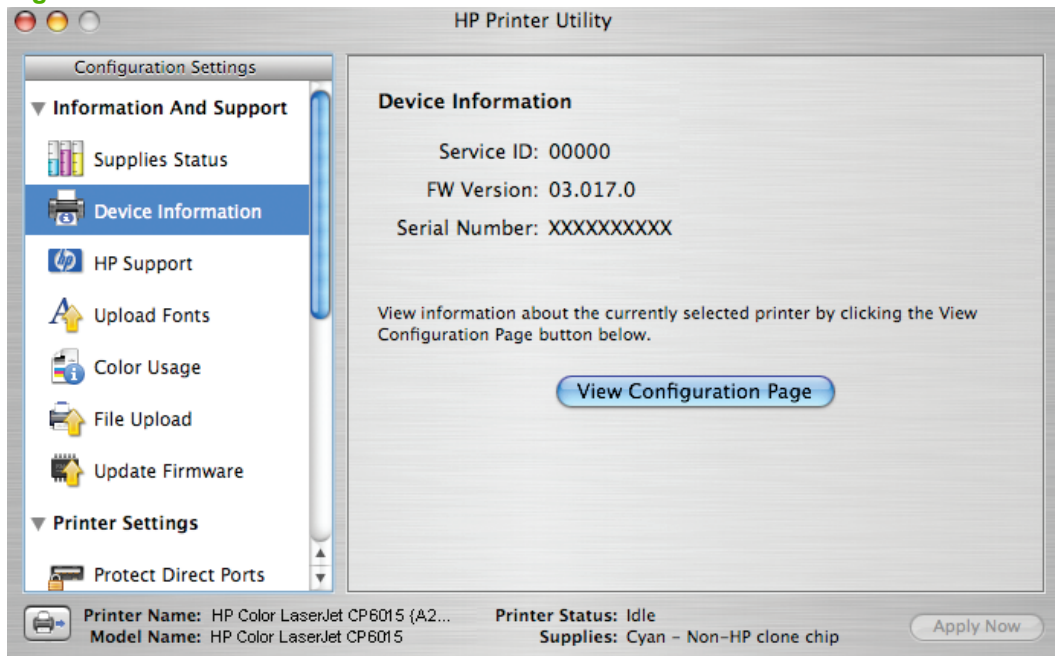 HP Printer Utility
Configuration Settings
Information And Support
Supplies Status
Device Information
HP Support
Upload Fonts
Color Usage
File Upload
Update Firmware
Printer Settings
Protect Direct Ports
Device Information
Service ID: 00000
FW Version: 03.017.0
Serial Number: XXXXXXXXXX
View information about the currently selected printer by clicking the View
Configuration Page button below.
View Configuration Page
Printer Name: HP Color LaserJet CP6015 {A2...
Model Name: HP Color LaserJet CP6015
Printer Status: Idle
Supplies: Cyan - Non-HP clone chip
Apply Now